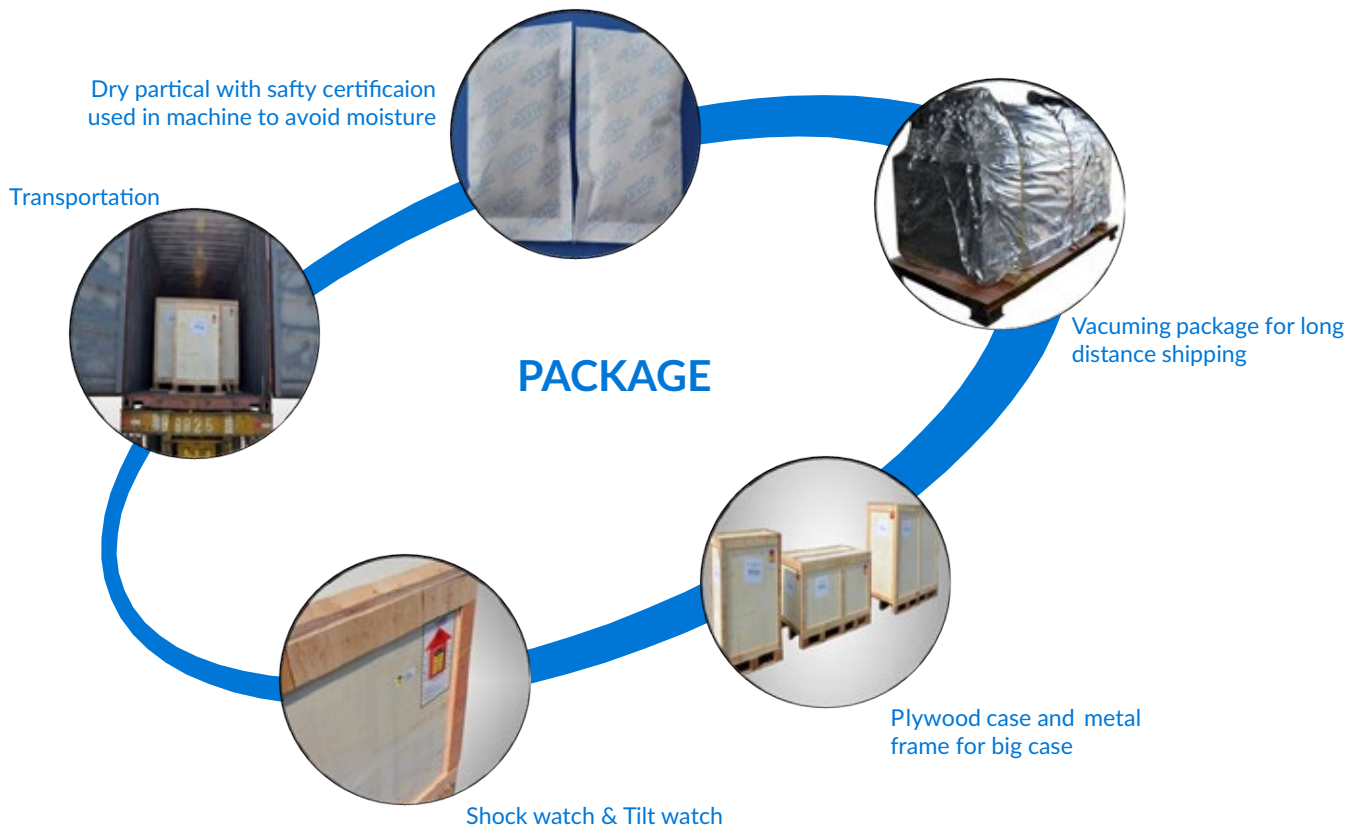 Dry partical with safty certificaion
used in machine to avoid moisture
Transportation
PACKAGE
Vacuming package for long
distance shipping
Plywood case and metal
frame for big case
Shock watch & Tilt watch